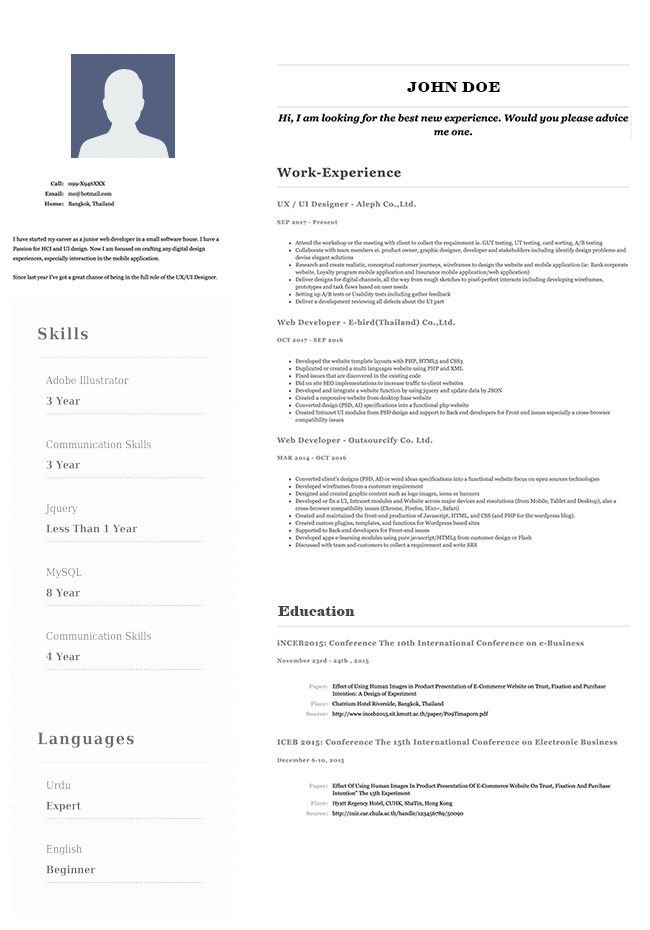 JOHN DOE
Hi, I am looking for the best new experience. Would you please advice
me one.
Call: 099-X946XXX
Email: me@hotmail.com
Home: Bangkok, Thailand
I have started my career as a junior web developer in a small software house. I have a
Passion for HCI and UI design. Now I am focused on crafting any digital design
experiences, especially interaction in the mobile application.
Since last year I've got a great chance of being in the full role of the UX/UI Designer.
Skills
Adobe Illustrator
3 Year
Communication Skills
3 Year
Jquery
Less Than 1 Year
MySQL
8 Year
Communication Skills
4 Year
Languages
Urdu
Expert
English
Beginner
Work-Experience
UX / UI Designer - Aleph Co.,Ltd.
SEP 2017 - Present
Attend the workshop or the meeting with client to collect the requirement ie. GUT testing, UT testing, card sorting, A/B testing
Collaborate with team members ei. product owner, graphic designer, developer and stakeholders including identify design problems and
devise elegant solutions
Research and create realistic, conceptual customer journeys, wireframes to design the website and mobile application (ie: Bank corporate
website, Loyalty program mobile application and Insurance mobile application/web application)
Deliver designs for digital channels, all the way from rough sketches to pixel-perfect interacts including developing wireframes,
prototypes and task flows based on user needs
Setting up A/B tests or Usability tests including gather feedback
Deliver a development reviewing all defects about the UI part
Web Developer - E-bird(Thailand) Co.,Ltd.
OCT 2017 - SEP 2016
Developed the website template layouts with PHP, HTML5 and CSS3
Duplicated or created a multi languages website using PHP and XML
Fixed issues that are discovered in the existing code
Did on site SEO implementions to increase traffic to client websites
Developed and integrate a website function by using jquery and update data by JSON
Created a responsive website from desktop base website
Converted design (PSD, AI) specifications into a functional php website
Created Intranet UI modules from PSD design and support to Back end developers for Front end issues especially a cross-browser
compatibility issues
Web Developer - Outsourcify Co. Ltd.
MAR 2014 - OCT 2016
Converted client's designs (PSD, AI) or word ideas specifications into a functional website focus on open sources technologies
Developed wireframes from a customer requirement
Designed and created graphic content such as logo images, icons or banners
Developed or fix a UI, Intranet modules and Website across major devices and resolutions (from Mobile, Tablet and Desktop), also a
cross-browser compatibility issues (Chrome, Firefox, IE10+, Safari)
Created and maintained the front-end production of Javascript, HTML, and CSS (and PHP for the wordpress blog).
Created custom plugins, templates, and functions for Wordpress based sites
Supported to Back-end developers for Front-end issues
Developed apps e-learning modules using pure javascript/HTML5 from customer design or Flash
Discussed with team and customers to collect a requirement and write SRS
Education
iNCEB2015: Conference The 10th International Conference on e-Business
November 23rd - 24th , 2015
Paper: Effect of Using Human Images in Product Presentation of E-Commerce Website on Trust, Fixation and Purchase
Intention: A Design of Experiment
Place: Chatrium Hotel Riverside, Bangkok, Thailand
Source: http://www.inceb2015.sit.kmutt.ac.th/paper/P09Timaporn.pdf
ICEB 2015: Conference The 15th International Conference on Electronic Business
December 6-10, 2015
Paper: Effect Of Using Human Images In Product Presentation Of E-Commerce Website On Trust, Fixation And Purchase
Intention" The 15th Experiment
Place: Hyatt Regency Hotel, CUHK, ShaTin, Hong Kong
Source: http://cuir.car.chula.ac.th/handle/123456789/50090